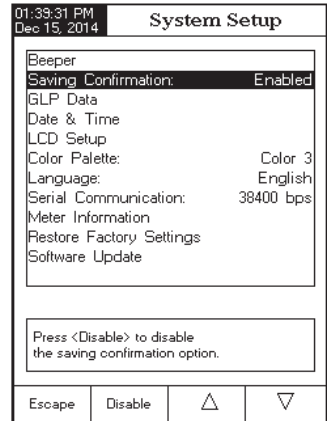 01:39:31 PM
Dec 15, 2014
System Setup
Beeper
Saving Confirmation: Enabled
GLP Data
Date & Time
LCD Setup
Color Palette: Color 3
Language: English
Serial Communication: 38400 bps
Meter Information
Restore Factory Settings
Software Update
Press <Disable> to disable
the saving confirmation option.
Escape Disable △ ▽